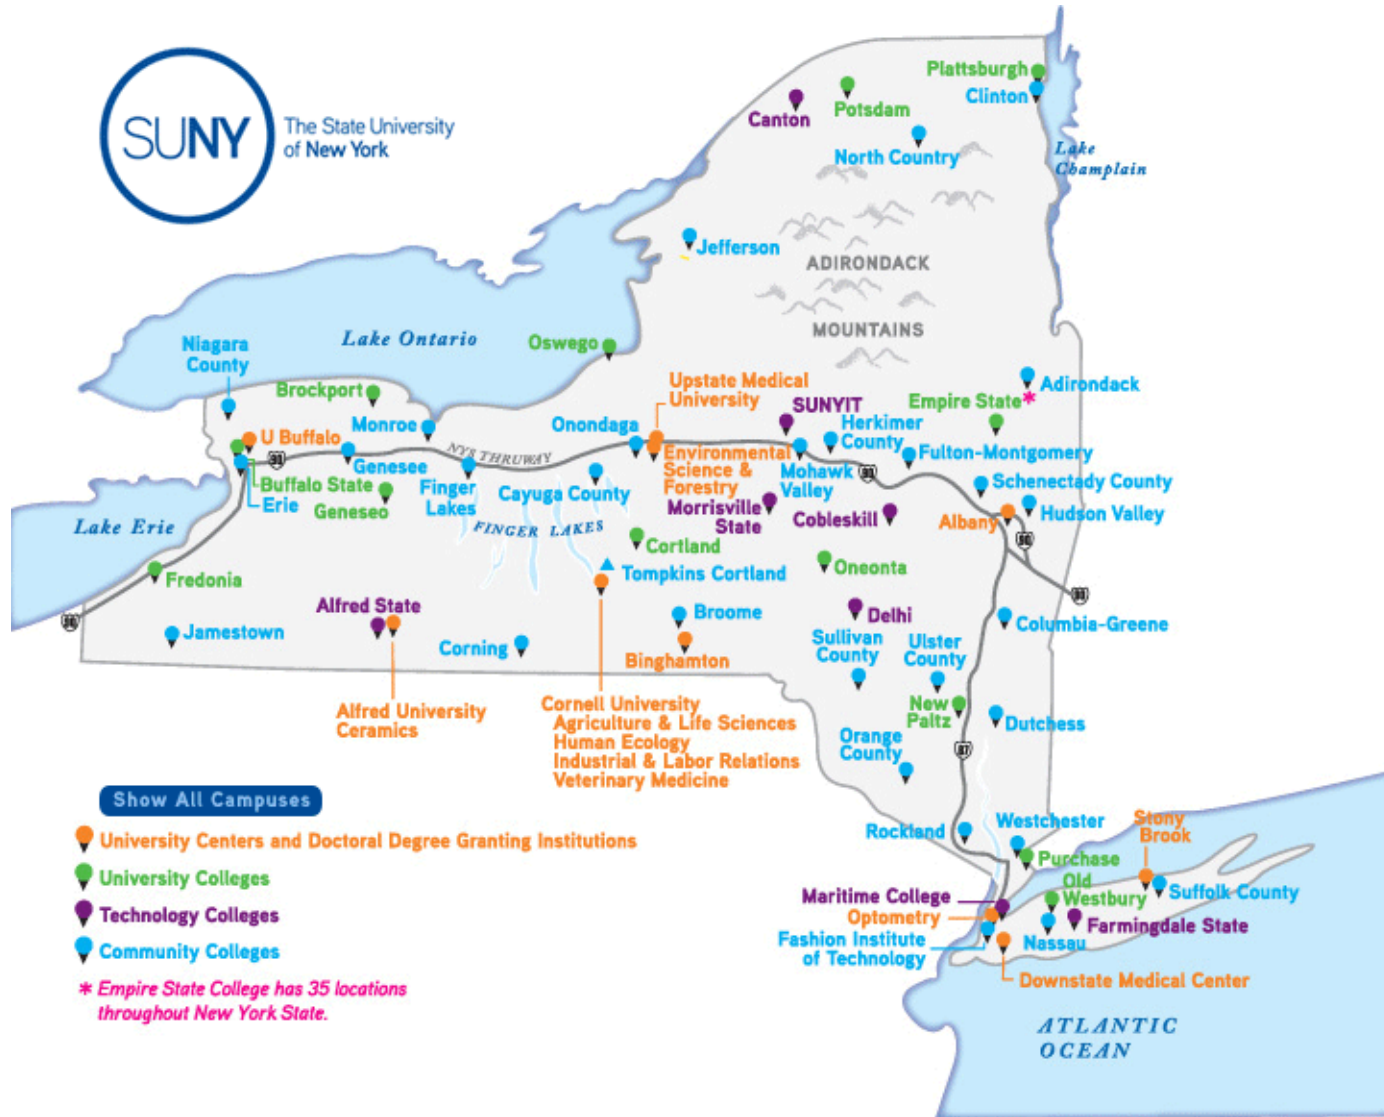 SUNY
The State University
of New York
Plattsburgh
Clinton
Potsdam
Canton
North Country
Lake
Champlain
Jefferson
ADIRONDACK
MOUNTAINS
Lake Ontario
Oswego
Niagara
County
Brockport
Monroe
U Buffalo
90
Genesee
Buffalo State
Erie
Geneseo
NYS THRUWAY
Finger
Lakes
Cayuga County
FINGER LAKES
Onondaga
Upstate Medical
University
Environmental
Science &
Forestry
SUNYIT
Herkimer
County
Mohawk
Valley
90
Morrisville
State
Cobleskill
Empire State*
Adirondack
Fulton-Montgomery
Schenectady County
Hudson Valley
Albany
90
90
Lake Erie
Fredonia
90
Jamestown
Alfred State
Alfred University
Ceramics
Corning
Cortland
Tompkins Cortland
Broome
Binghamton
Cornell University
Agriculture & Life Sciences
Human Ecology
Industrial & Labor Relations
Veterinary Medicine
Oneonta
Delhi
Sullivan
County
Ulster
County
Columbia-Greene
New
Paltz
Dutchess
Orange
County
87
Rockland
Westchester
Purchase
Stony
Brook
Old
Westbury
Suffolk County
Maritime College
Optometry
Fashion Institute
of Technology
Nassau
Farmingdale State
Downstate Medical Center
ATLANTIC
OCEAN
Show All Campuses
University Centers and Doctoral Degree Granting Institutions
University Colleges
Technology Colleges
Community Colleges
* Empire State College has 35 locations
throughout New York State.